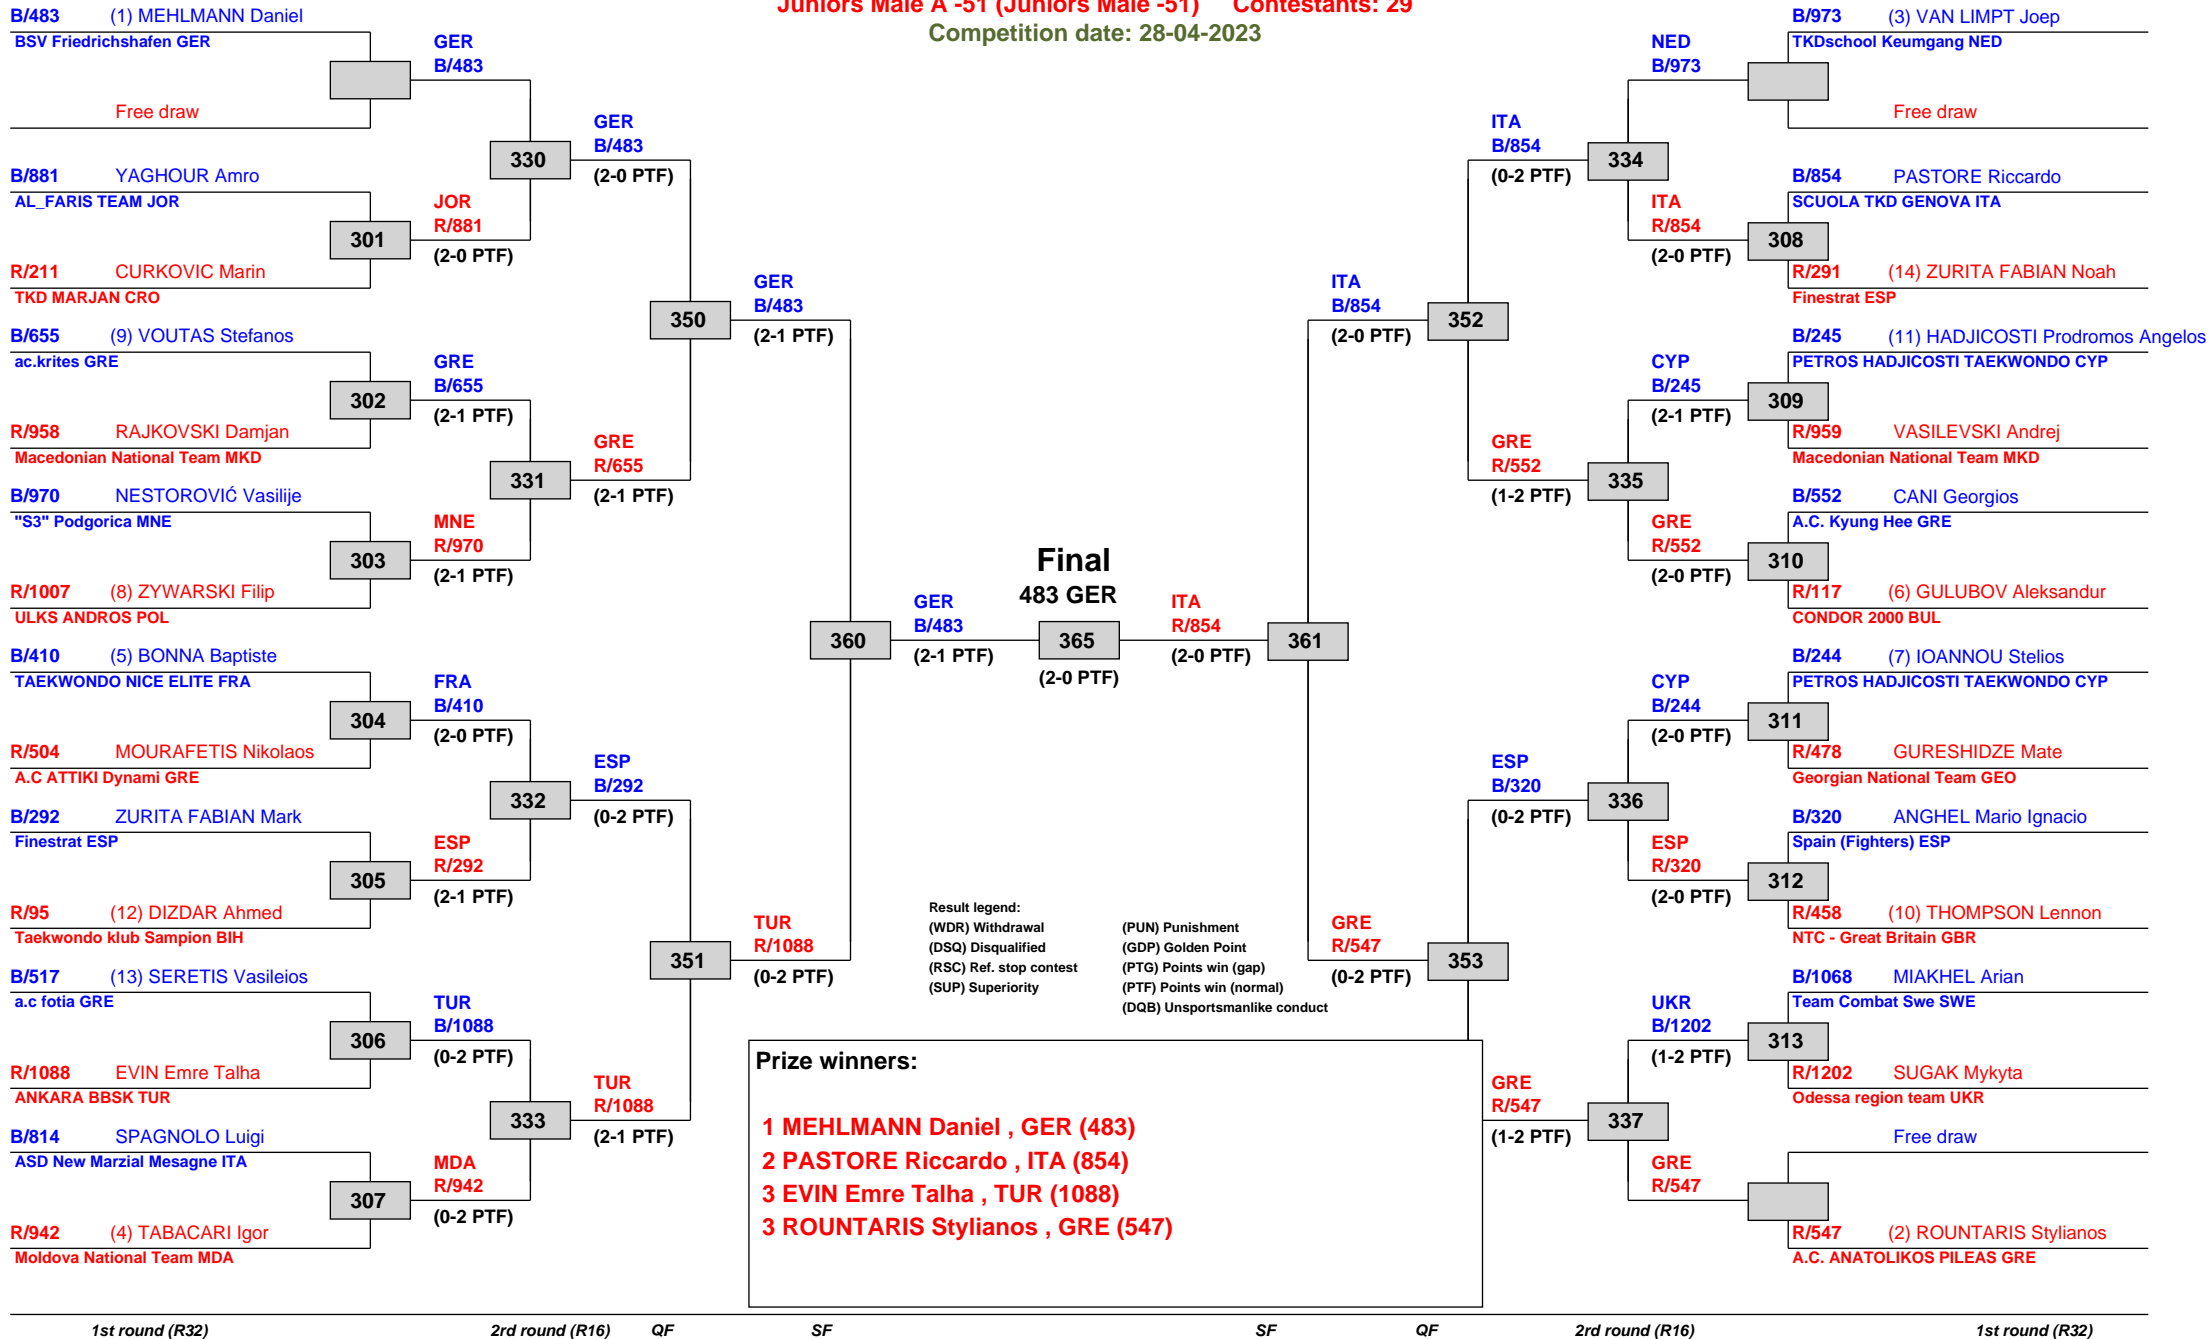 Juniors Male A -51 (Juniors Male -51) Contestants: 29
Competition date: 28-04-2023
B/483 (1) MEHLMANN Daniel
BSV Friedrichshafen GER
Free draw
B/881 YAGHOUR Amro
AL_FARIS TEAM JOR
301
R/211 CURKOVIC Marin
TKD MARJAN CRO
B/655 (9) VOUTAS Stefanos
ac.krites GRE
302
R/958 RAJKOVSKI Damjan
Macedonian National Team MKD
B/970 NESTOROVIĆ Vasilije
"S3" Podgorica MNE
303
R/1007 (8) ZYWARSKI Filip
ULKS ANDROS POL
B/410 (5) BONNA Baptiste
TAEKWONDO NICE ELITE FRA
304
R/504 MOURAFETIS Nikolaos
A.C ATTIKI Dynami GRE
B/292 ZURITA FABIAN Mark
Finestrat ESP
305
R/95 (12) DIZDAR Ahmed
Taekwondo klub Sampion BIH
B/517 (13) SERETIS Vasileios
a.c fotia GRE
306
R/1088 EVIN Emre Talha
ANKARA BBSK TUR
B/814 SPAGNOLO Luigi
ASD New Marzial Mesagne ITA
307
R/942 (4) TABACARI Igor
Moldova National Team MDA
GER
B/483
330
JOR
R/881
(2-0 PTF)
GRE
B/655
(2-1 PTF)
331
MNE
R/970
(2-1 PTF)
FRA
B/410
(2-0 PTF)
332
ESP
R/292
(2-1 PTF)
TUR
B/1088
(0-2 PTF)
333
MDA
R/942
(0-2 PTF)
GER
B/483
(2-0 PTF)
350
GRE
R/655
(2-1 PTF)
ESP
B/292
(0-2 PTF)
351
TUR
R/1088
(2-1 PTF)
GER
B/483
(2-1 PTF)
360
TUR
R/1088
(0-2 PTF)
GER
B/483
(2-1 PTF)
Final
483 GER
365
(2-0 PTF)
ITA
R/854
(2-0 PTF)
ITA
B/854
(2-0 PTF)
361
GRE
R/547
(0-2 PTF)
ITA
B/854
(0-2 PTF)
352
GRE
R/552
(1-2 PTF)
ESP
B/320
(0-2 PTF)
353
GRE
R/547
(1-2 PTF)
NED
B/973
334
ITA
R/854
(2-0 PTF)
CYP
B/245
(2-1 PTF)
335
GRE
R/552
(2-0 PTF)
CYP
B/244
(2-0 PTF)
336
ESP
R/320
(2-0 PTF)
UKR
B/1202
(1-2 PTF)
337
GRE
R/547
B/973 (3) VAN LIMPT Joep
TKDschool Keumgang NED
Free draw
B/854 PASTORE Riccardo
SCUOLA TKD GENOVA ITA
308
R/291 (14) ZURITA FABIAN Noah
Finestrat ESP
B/245 (11) HADJICOSTI Prodromos Angelos
PETROS HADJICOSTI TAEKWONDO CYP
309
R/959 VASILEVSKI Andrej
Macedonian National Team MKD
B/552 CANI Georgios
A.C. Kyung Hee GRE
310
R/117 (6) GULUBOV Aleksandur
CONDOR 2000 BUL
B/244 (7) IOANNOU Stelios
PETROS HADJICOSTI TAEKWONDO CYP
311
R/478 GURESHIDZE Mate
Georgian National Team GEO
B/320 ANGHEL Mario Ignacio
Spain (Fighters) ESP
312
R/458 (10) THOMPSON Lennon
NTC - Great Britain GBR
B/1068 MIAKHEL Arian
Team Combat Swe SWE
313
R/1202 SUGAK Mykyta
Odessa region team UKR
Free draw
R/547 (2) ROUNTARIS Stylianos
A.C. ANATOLIKOS PILEAS GRE
Result legend:
(WDR) Withdrawal (PUN) Punishment
(DSQ) Disqualified (GDP) Golden Point
(RSC) Ref. stop contest (PTG) Points win (gap)
(SUP) Superiority (PTF) Points win (normal)
(DQB) Unsportsmanlike conduct
Prize winners:
1 MEHLMANN Daniel , GER (483)
2 PASTORE Riccardo , ITA (854)
3 EVIN Emre Talha , TUR (1088)
3 ROUNTARIS Stylianos , GRE (547)
1st round (R32) 2rd round (R16) QF SF SF QF 2rd round (R16) 1st round (R32)